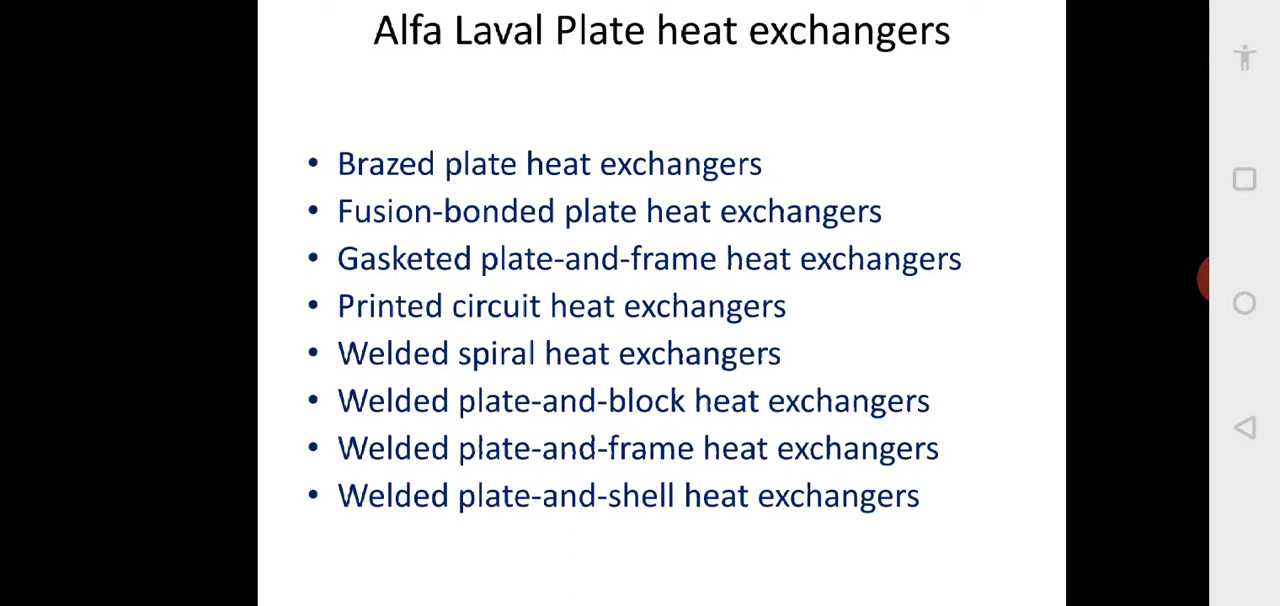 Alfa Laval Plate heat exchangers
• Brazed plate heat exchangers
• Fusion-bonded plate heat exchangers
• Gasketed plate-and-frame heat exchangers
• Printed circuit heat exchangers
• Welded spiral heat exchangers
• Welded plate-and-block heat exchangers
• Welded plate-and-frame heat exchangers
• Welded plate-and-shell heat exchangers